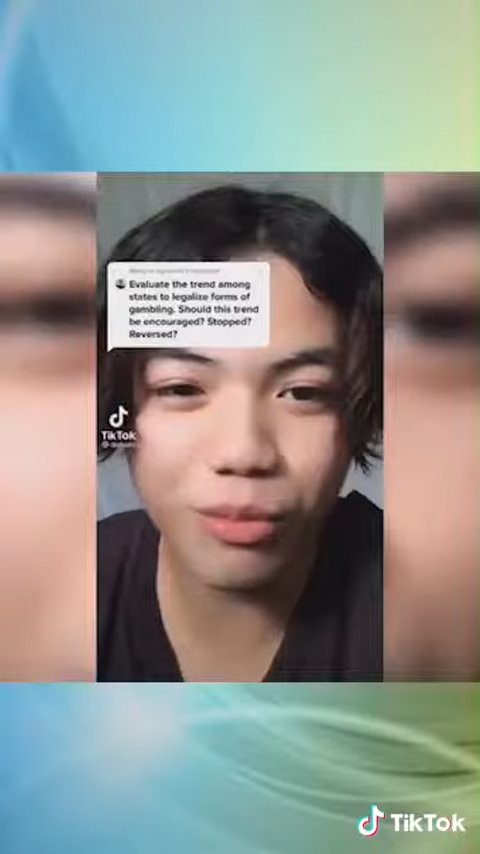 Evaluate the trend among
states to legalize forms of
gambling. Should this trend
be encouraged? Stopped?
Reversed?
TikTok
TikTok